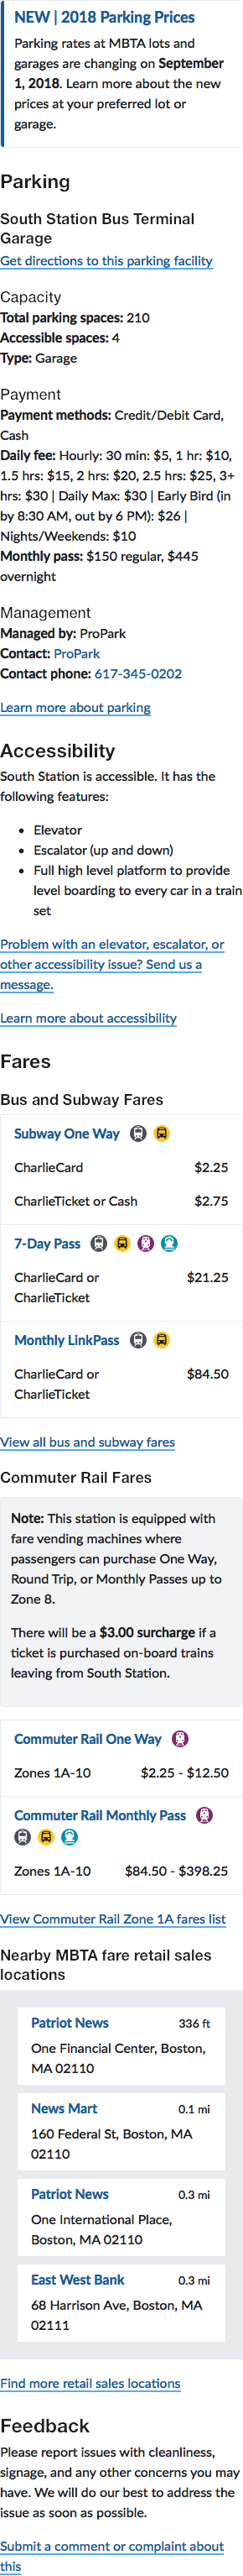 NEW | 2018 Parking Prices
Parking rates at MBTA lots and
garages are changing on September
1, 2018. Learn more about the new
prices at your preferred lot or
garage.
Parking
South Station Bus Terminal
Garage
Get directions to this parking facility
Capacity
Total parking spaces: 210
Accessible spaces: 4
Type: Garage
Payment
Payment methods: Credit/Debit Card,
Cash
Daily fee: Hourly: 30 min: $5, 1 hr: $10,
1.5 hrs: $15, 2 hrs: $20, 2.5 hrs: $25, 3+
hrs: $30 | Daily Max: $30 | Early Bird (in
by 8:30 AM, out by 6 PM): $26 |
Nights/Weekends: $10
Monthly pass: $150 regular, $445
overnight
Management
Managed by: ProPark
Contact: ProPark
Contact phone: 617-345-0202
Learn more about parking
Accessibility
South Station is accessible. It has the
following features:
• Elevator
• Escalator (up and down)
• Full high level platform to provide
level boarding to every car in a train
set
Problem with an elevator, escalator, or
other accessibility issue? Send us a
message.
Learn more about accessibility
Fares
Bus and Subway Fares
Subway One Way
CharlieCard $2.25
CharlieTicket or Cash $2.75
7-Day Pass
CharlieCard or $21.25
CharlieTicket
Monthly LinkPass
CharlieCard or $84.50
CharlieTicket
View all bus and subway fares
Commuter Rail Fares
Note: This station is equipped with
fare vending machines where
passengers can purchase One Way,
Round Trip, or Monthly Passes up to
Zone 8.
There will be a $3.00 surcharge if a
ticket is purchased on-board trains
leaving from South Station.
Commuter Rail One Way
Zones 1A-10 $2.25 - $12.50
Commuter Rail Monthly Pass
Zones 1A-10 $84.50 - $398.25
View Commuter Rail Zone 1A fares list
Nearby MBTA fare retail sales
locations
Patriot News 336 ft
One Financial Center, Boston,
MA 02110
News Mart 0.1 mi
160 Federal St, Boston, MA
02110
Patriot News 0.3 mi
One International Place,
Boston, MA 02110
East West Bank 0.3 mi
68 Harrison Ave, Boston, MA
02111
Find more retail sales locations
Feedback
Please report issues with cleanliness,
signage, and any other concerns you may
have. We will do our best to address the
issue as soon as possible.
Submit a comment or complaint about
this